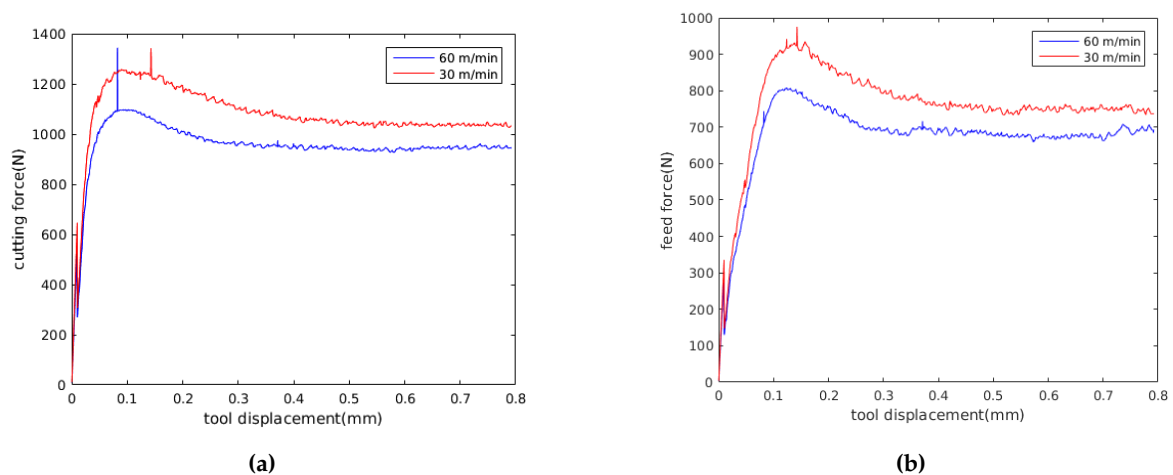 1400
1200
1000
800
600
400
200
0
cutting force(N)
60 m/min
30 m/min
0 0.1 0.2 0.3 0.4 0.5 0.6 0.7 0.8
tool displacement(mm)
(a)
1000
900
800
700
600
500
400
300
200
100
0
feed force(N)
60 m/min
30 m/min
0 0.1 0.2 0.3 0.4 0.5 0.6 0.7 0.8
tool displacement(mm)
(b)